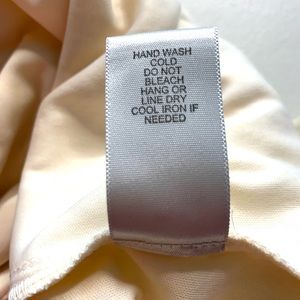 HAND WASH
COLD
DO NOT
BLEACH
HANG OR
LINE DRY
COOL IRON IF
NEEDED